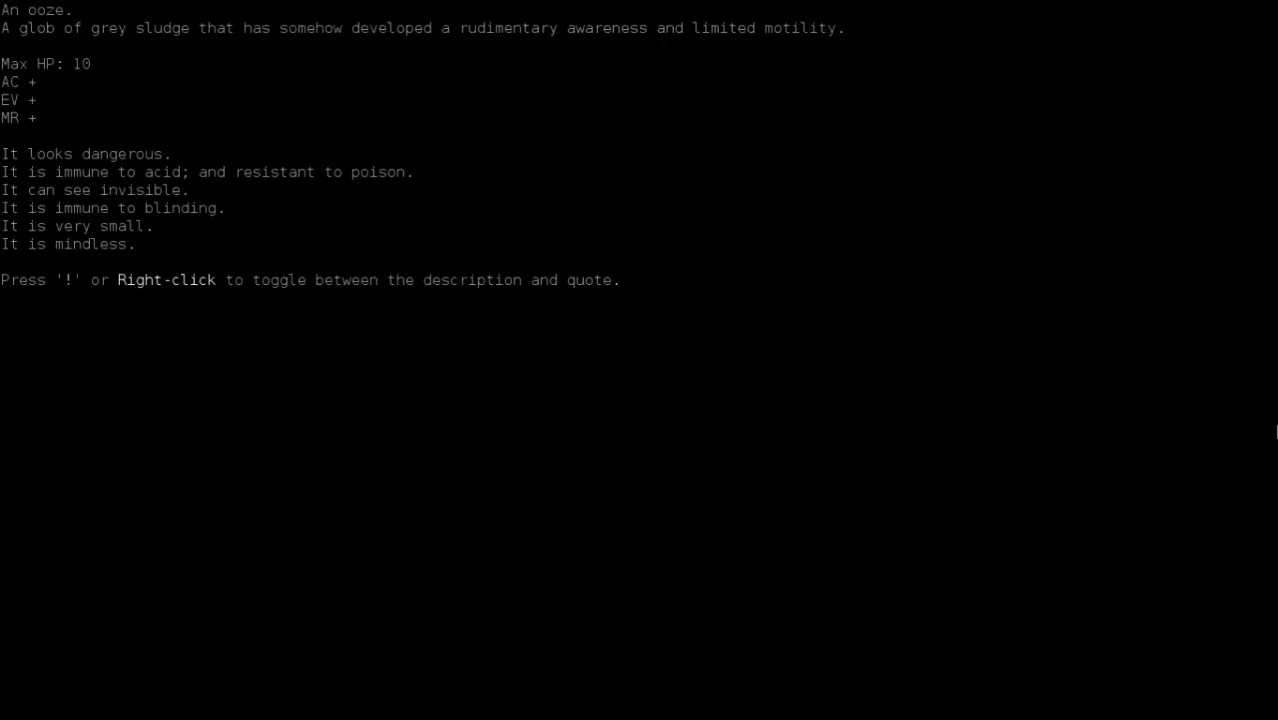 An ooze.
A glob of grey sludge that has somehow developed a rudimentary awareness and limited motility.
Max HP: 10
AC +
EV +
MR +
It looks dangerous.
It is immune to acid; and resistant to poison.
It can see invisible.
It is immune to blinding.
It is very small.
It is mindless.
Press '!' or Right-click to toggle between the description and quote.